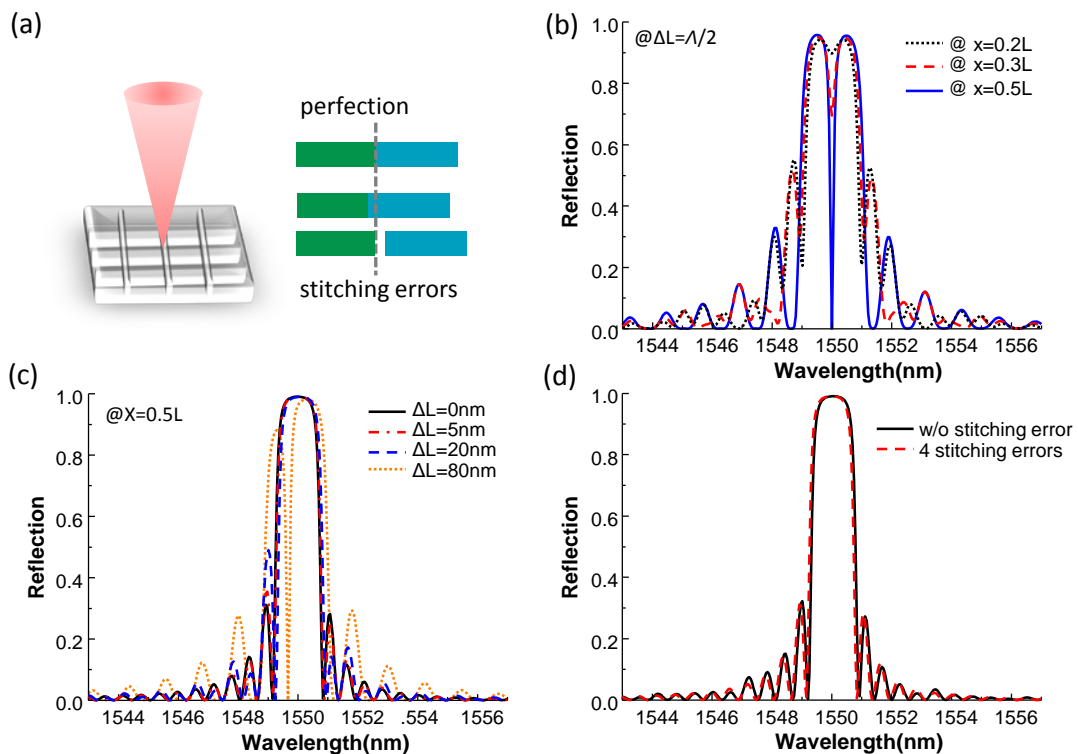 (a)
perfection
stitching errors
(b)
@ΔL=Λ/2
@ x=0.2L
@ x=0.3L
@ x=0.5L
Reflection
1.0
0.8
0.6
0.4
0.2
0.0
1544 1546 1548 1550 1552 1554 1556
Wavelength(nm)
(c)
@X=0.5L
ΔL=0nm
ΔL=5nm
ΔL=20nm
ΔL=80nm
Reflection
1.0
0.8
0.6
0.4
0.2
0.0
1544 1546 1548 1550 1552 .1554 1556
Wavelength(nm)
(d)
w/o stitching error
4 stitching errors
Reflection
1.0
0.8
0.6
0.4
0.2
0.0
1544 1546 1548 1550 1552 1554 1556
Wavelength(nm)